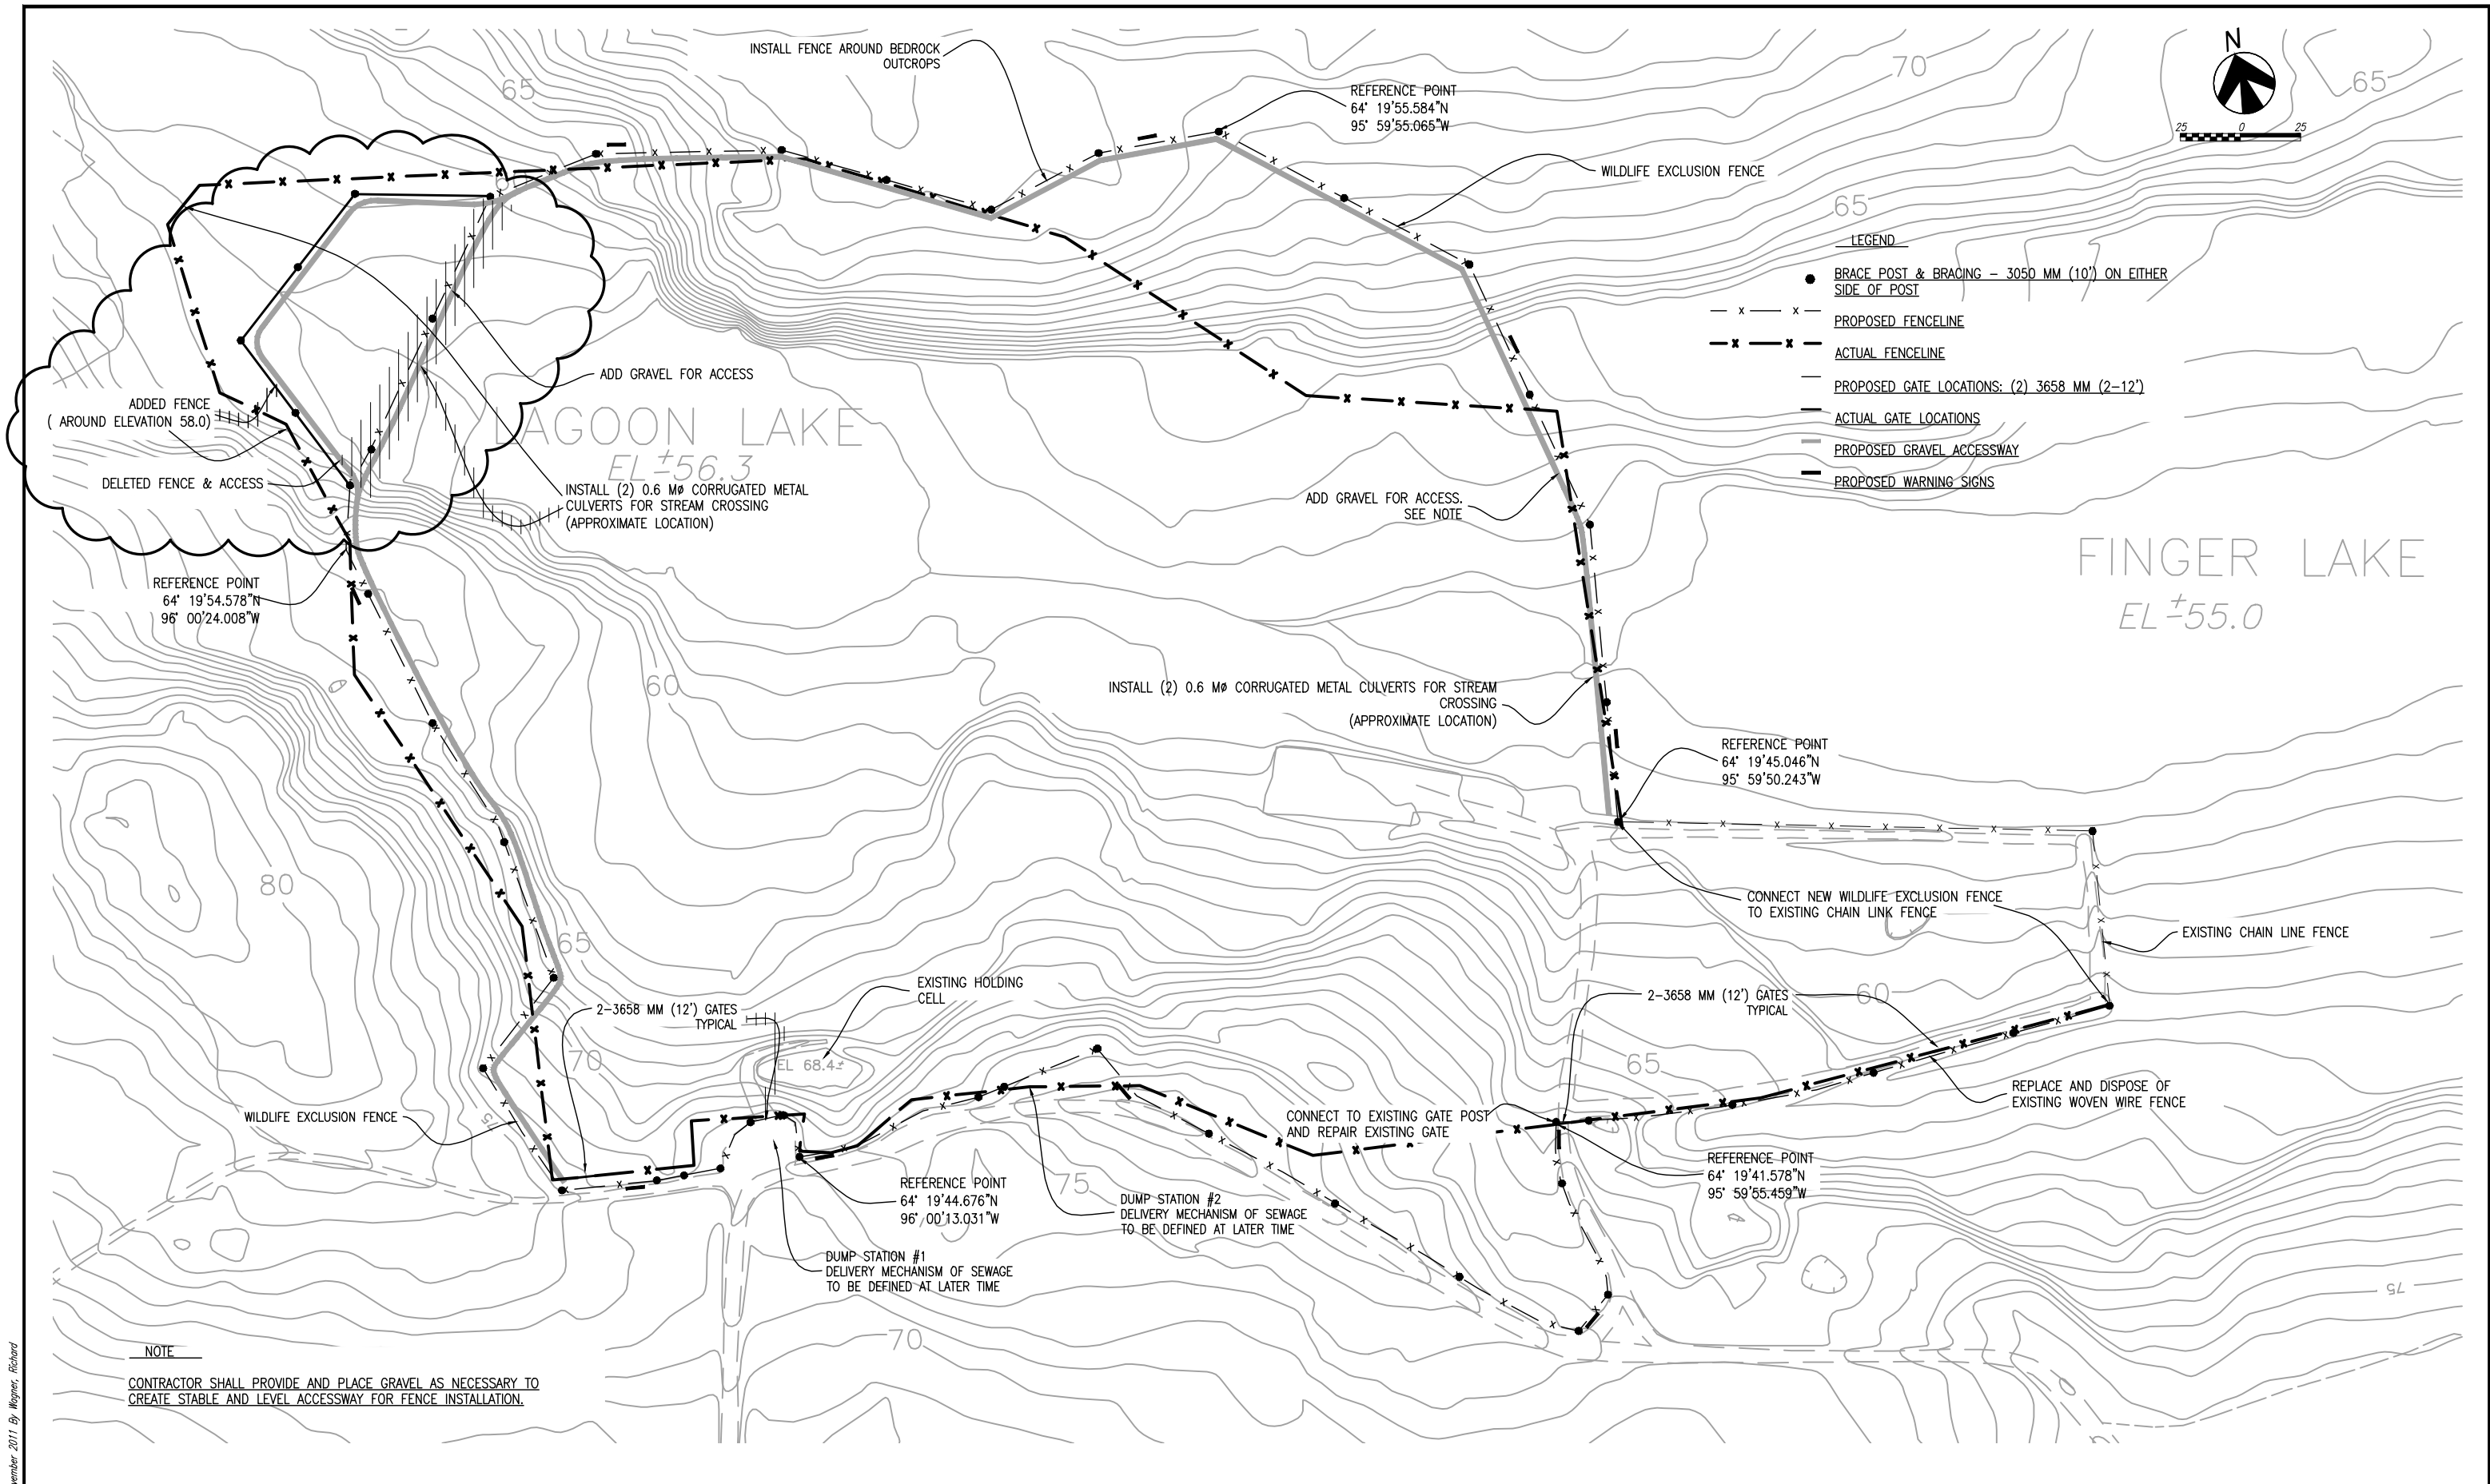 INSTALL FENCE AROUND BEDROCK
OUTCROPS
65
REFERENCE POINT
64° 19'55.584"N
95° 59'55.065"W
70
N
65
25 0 25
WILDLIFE EXCLUSION FENCE
65
LEGEND
BRACE POST & BRACING – 3050 MM (10') ON EITHER
SIDE OF POST
PROPOSED FENCELINE
ACTUAL FENCELINE
PROPOSED GATE LOCATIONS: (2) 3658 MM (2–12')
ACTUAL GATE LOCATIONS
PROPOSED GRAVEL ACCESSWAY
PROPOSED WARNING SIGNS
ADD GRAVEL FOR ACCESS
ADDED FENCE
( AROUND ELEVATION 58.0)
LAGOON LAKE
EL ±56.3
DELETED FENCE & ACCESS
INSTALL (2) 0.6 Mø CORRUGATED METAL
CULVERTS FOR STREAM CROSSING
(APPROXIMATE LOCATION)
ADD GRAVEL FOR ACCESS.
SEE NOTE
FINGER LAKE
EL ±55.0
REFERENCE POINT
64° 19'54.578"N
96° 00'24.008"W
60
INSTALL (2) 0.6 Mø CORRUGATED METAL CULVERTS FOR STREAM
CROSSING
(APPROXIMATE LOCATION)
REFERENCE POINT
64° 19'45.046"N
95° 59'50.243"W
80
65
CONNECT NEW WILDLIFE EXCLUSION FENCE
TO EXISTING CHAIN LINK FENCE
EXISTING CHAIN LINE FENCE
EXISTING HOLDING
CELL
2–3658 MM (12') GATES
TYPICAL
2–3658 MM (12') GATES
TYPICAL
60
70
EL 68.4±
65
WILDLIFE EXCLUSION FENCE
55
CONNECT TO EXISTING GATE POST
AND REPAIR EXISTING GATE
REPLACE AND DISPOSE OF
EXISTING WOVEN WIRE FENCE
REFERENCE POINT
64° 19'44.676"N
96° 00'13.031"W
75
DUMP STATION #2
DELIVERY MECHANISM OF SEWAGE
TO BE DEFINED AT LATER TIME
REFERENCE POINT
64° 19'41.578"N
95° 59'55.459"W
DUMP STATION #1
DELIVERY MECHANISM OF SEWAGE
TO BE DEFINED AT LATER TIME
75
70
NOTE
CONTRACTOR SHALL PROVIDE AND PLACE GRAVEL AS NECESSARY TO
CREATE STABLE AND LEVEL ACCESSWAY FOR FENCE INSTALLATION.
2011 By Wagner, Richard